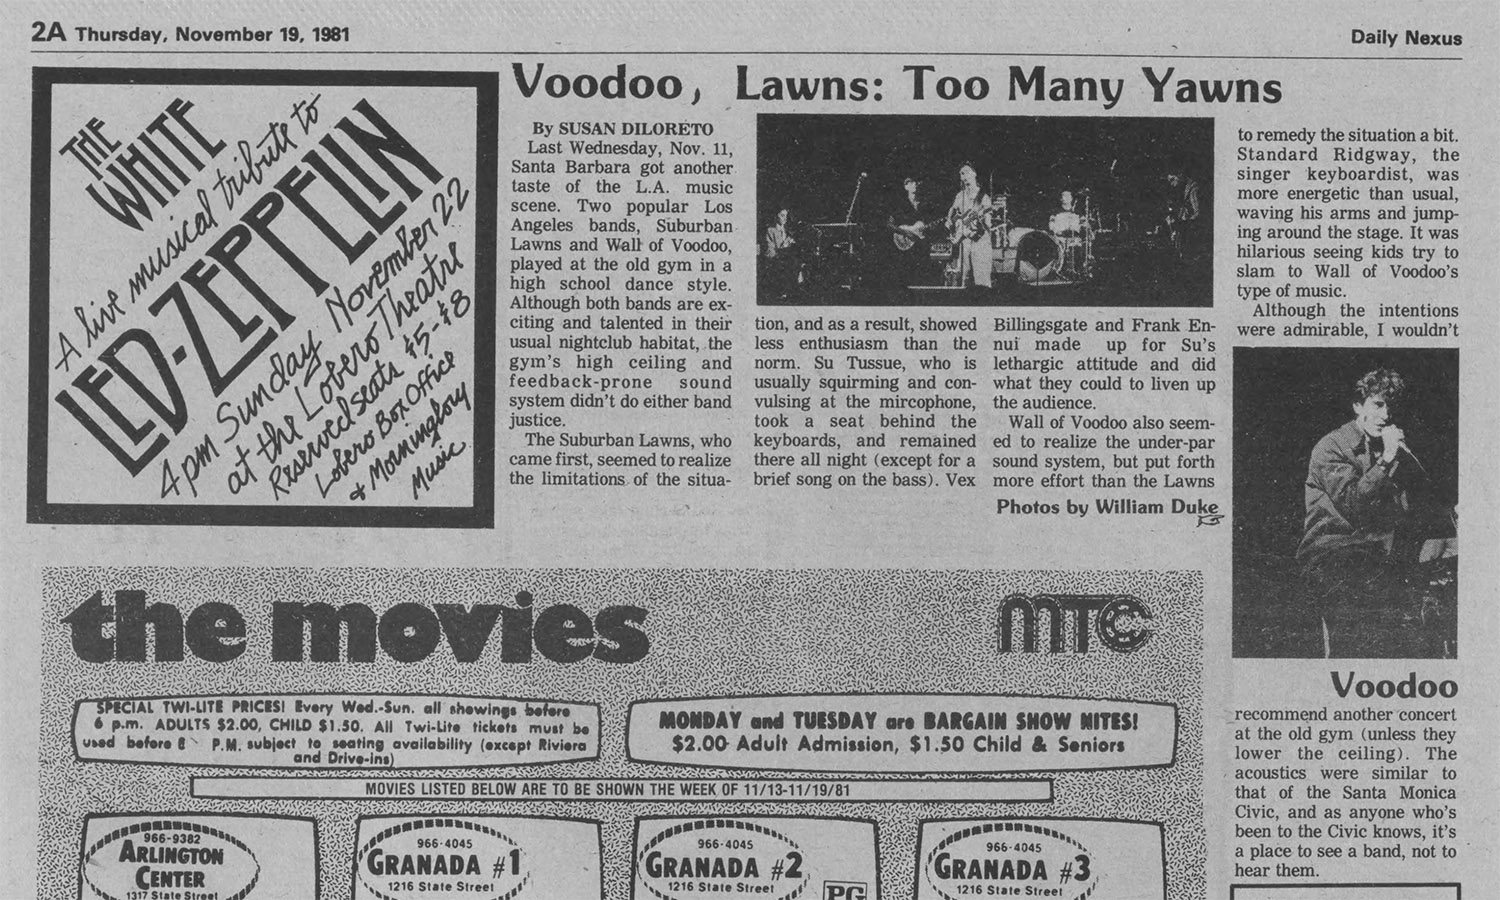 2A Thursday, November 19, 1981
Daily Nexus
THE
WHITE
A live musical tribute to
LED-ZEPPELIN
4pm Sunday November 22
at the Lobero Theatre
Reserved seats $5-$8
Lobero Box Office
& Morninglory
Music
Voodoo, Lawns: Too Many Yawns
By SUSAN DILORETO
Last Wednesday, Nov. 11,
Santa Barbara got another
taste of the L.A. music
scene. Two popular Los
Angeles bands, Suburban
Lawns and Wall of Voodoo,
played at the old gym in a
high school dance style.
Although both bands are ex-
citing and talented in their
usual nightclub habitat, the
gym's high ceiling and
feedback-prone sound
system didn't do either band
justice.
The Suburban Lawns, who
came first, seemed to realize
the limitations of the situa-
tion, and as a result, showed
less enthusiasm than the
norm. Su Tussue, who is
usually squirming and con-
vulsing at the mircophone,
took a seat behind the
keyboards, and remained
there all night (except for a
brief song on the bass). Vex
Billingsgate and Frank En-
nui made up for Su's
lethargic attitude and did
what they could to liven up
the audience.
Wall of Voodoo also seem-
ed to realize the under-par
sound system, but put forth
more effort than the Lawns
Photos by William Duke
to remedy the situation a bit.
Standard Ridgway, the
singer keyboardist, was
more energetic than usual,
waving his arms and jump-
ing around the stage. It was
hilarious seeing kids try to
slam to Wall of Voodoo's
type of music.
Although the intentions
were admirable, I wouldn't
Voodoo
recommend another concert
at the old gym (unless they
lower the ceiling). The
acoustics were similar to
that of the Santa Monica
Civic, and as anyone who's
been to the Civic knows, it's
a place to see a band, not to
hear them.
the movies
MTC
SPECIAL TWI-LITE PRICES! Every Wed.-Sun. all showings before
6 p.m. ADULTS $2.00, CHILD $1.50. All Twi-Lite tickets must be
used before P.M. subject to seating availability (except Riviera
and Drive-ins)
MONDAY and TUESDAY are BARGAIN SHOW NITES!
$2.00 Adult Admission, $1.50 Child & Seniors
MOVIES LISTED BELOW ARE TO BE SHOWN THE WEEK OF 11/13-11/19/81
966-9382
ARLINGTON
CENTER
1317 State Street
966-4045
GRANADA #1
1216 State Street
966-4045
GRANADA #2
1216 State Street
PG
966-4045
GRANADA #3
1216 State Street